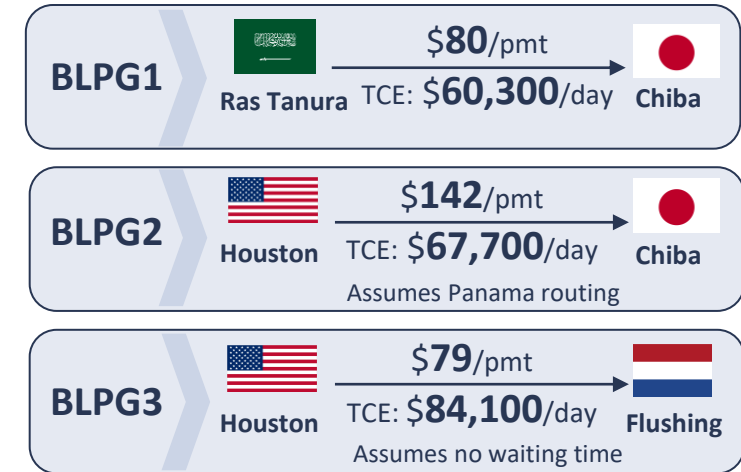 BLPG1
$80/pmt
Ras Tanura TCE: $60,300/day Chiba
BLPG2
$142/pmt
Houston TCE: $67,700/day Chiba
Assumes Panama routing
BLPG3
$79/pmt
Houston TCE: $84,100/day Flushing
Assumes no waiting time